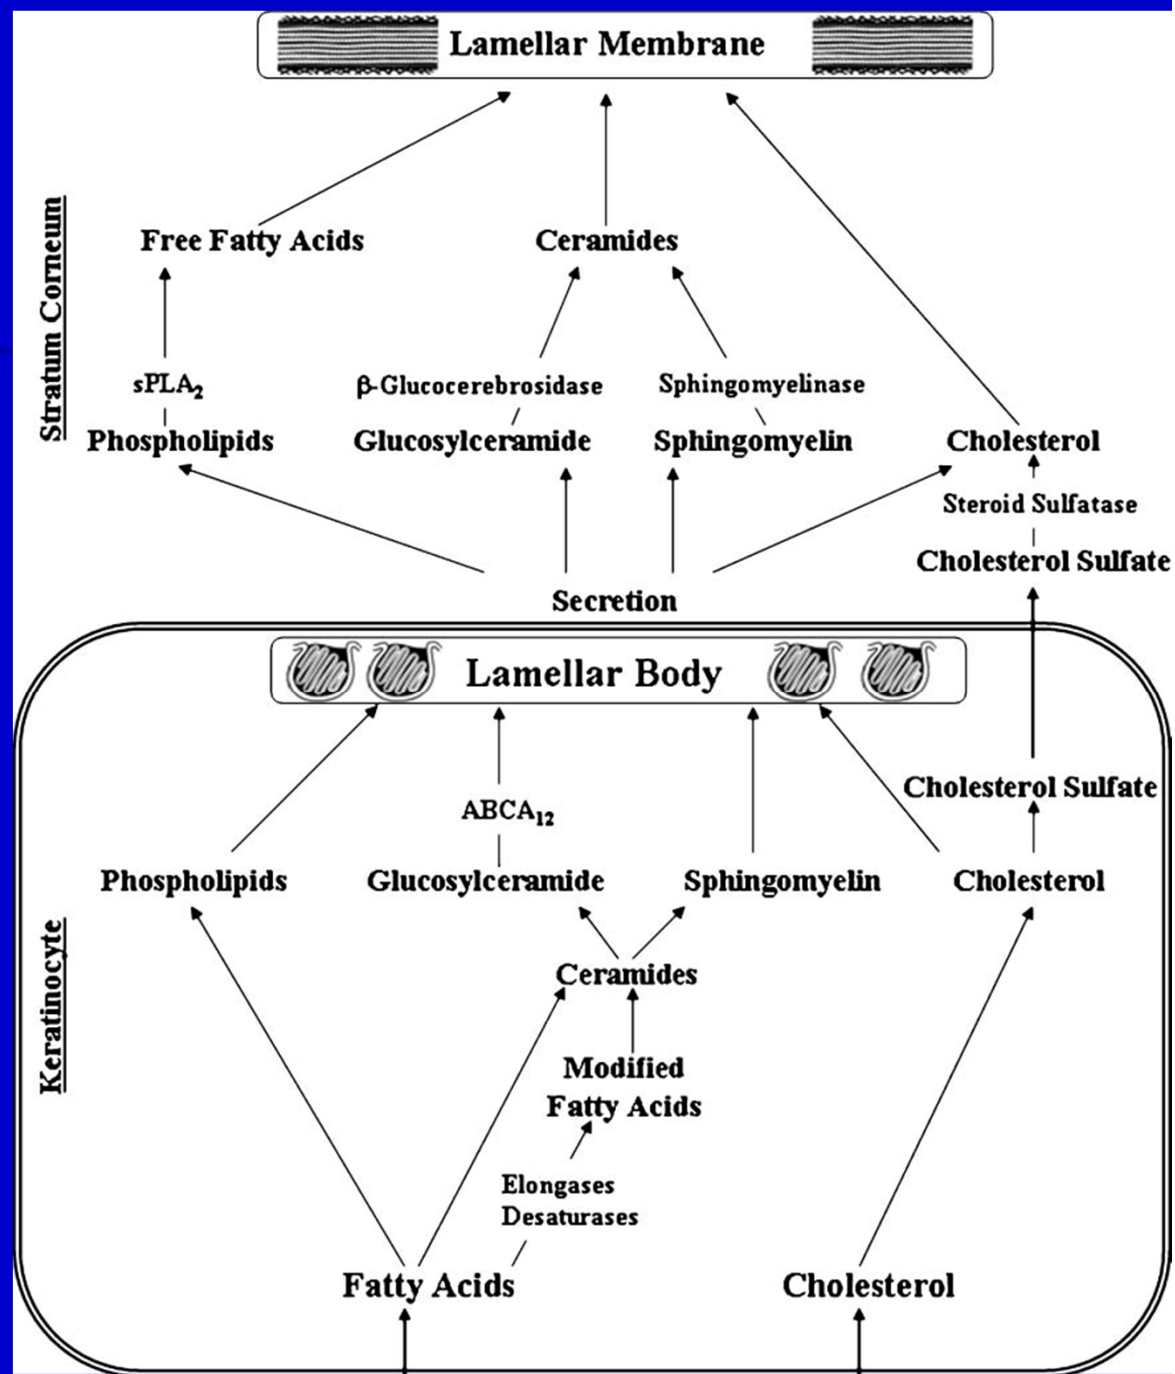 Lamellar Membrane
Stratum Corneum
Free Fatty Acids
Ceramides
sPLA₂
β-Glucocerebrosidase
Sphingomyelinase
Phospholipids
Glucosylceramide
Sphingomyelin
Cholesterol
Steroid Sulfatase
Cholesterol Sulfate
Secretion
Lamellar Body
Cholesterol Sulfate
ABCA₁₂
Phospholipids
Glucosylceramide
Sphingomyelin
Cholesterol
Keratinocyte
Ceramides
Modified
Fatty Acids
Elongases
Desaturases
Fatty Acids
Cholesterol